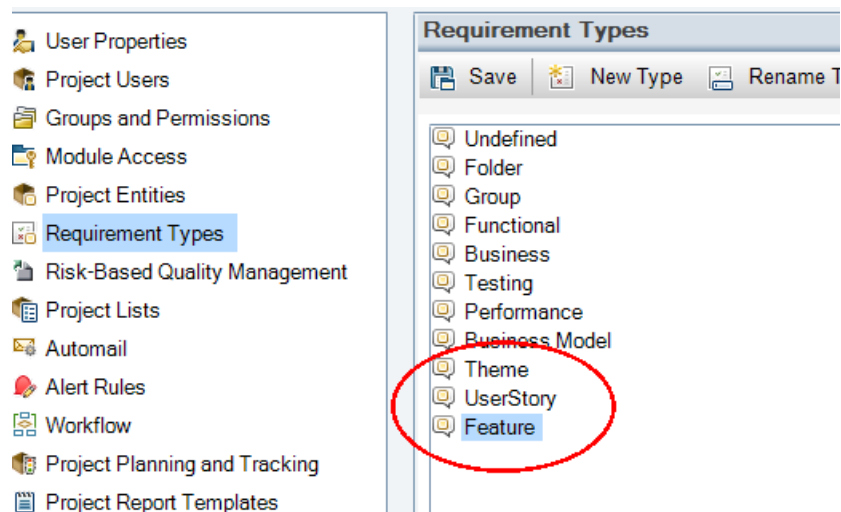 User Properties
Project Users
Groups and Permissions
Module Access
Project Entities
Requirement Types
Risk-Based Quality Management
Project Lists
Automail
Alert Rules
Workflow
Project Planning and Tracking
Project Report Templates
Requirement Types
Save New Type Rename T
Undefined
Folder
Group
Functional
Business
Testing
Performance
Business Model
Theme
UserStory
Feature